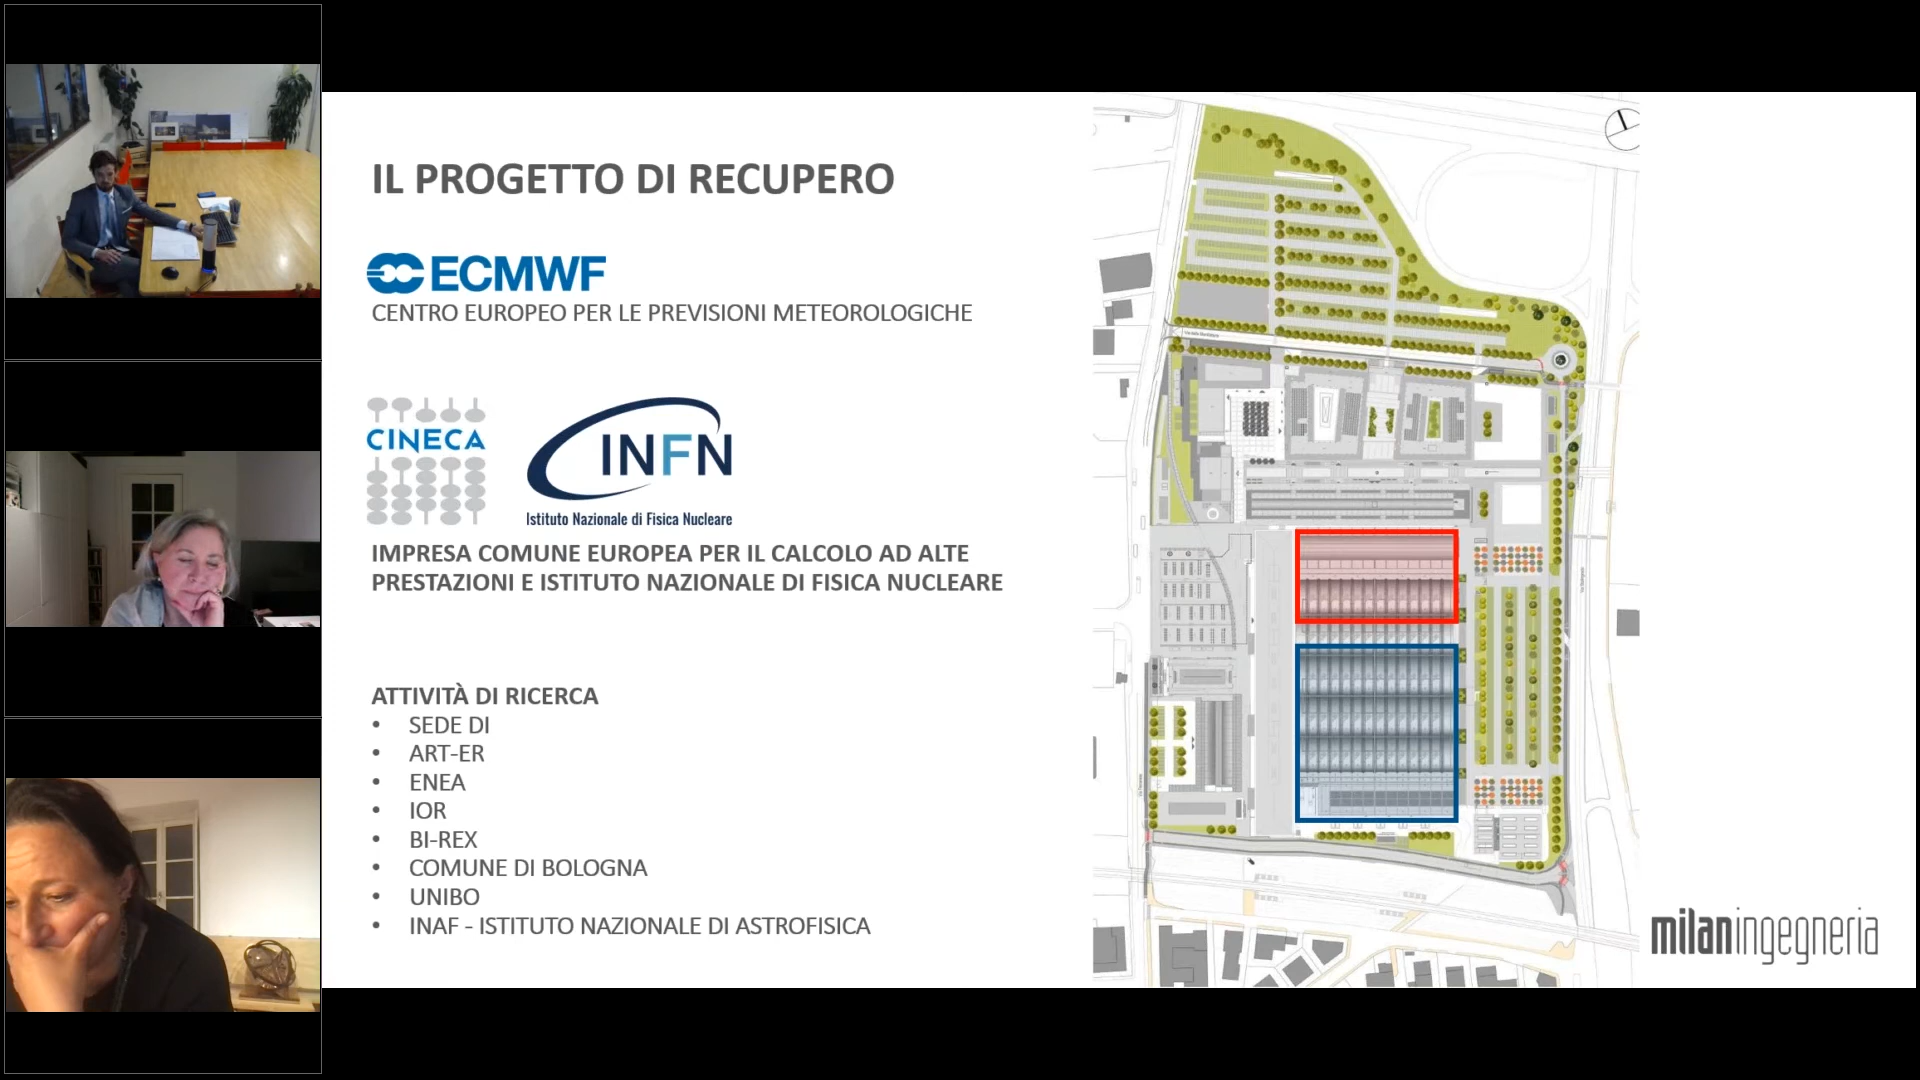 IL PROGETTO DI RECUPERO
ECMWF
CENTRO EUROPEO PER LE PREVISIONI METEOROLOGICHE
CINECA
INFN
Istituto Nazionale di Fisica Nucleare
IMPRESA COMUNE EUROPEA PER IL CALCOLO AD ALTE
PRESTAZIONI E ISTITUTO NAZIONALE DI FISICA NUCLEARE
ATTIVITÀ DI RICERCA
• SEDE DI
• ART-ER
• ENEA
• IOR
• BI-REX
• COMUNE DI BOLOGNA
• UNIBO
• INAF - ISTITUTO NAZIONALE DI ASTROFISICA
milaningegneria